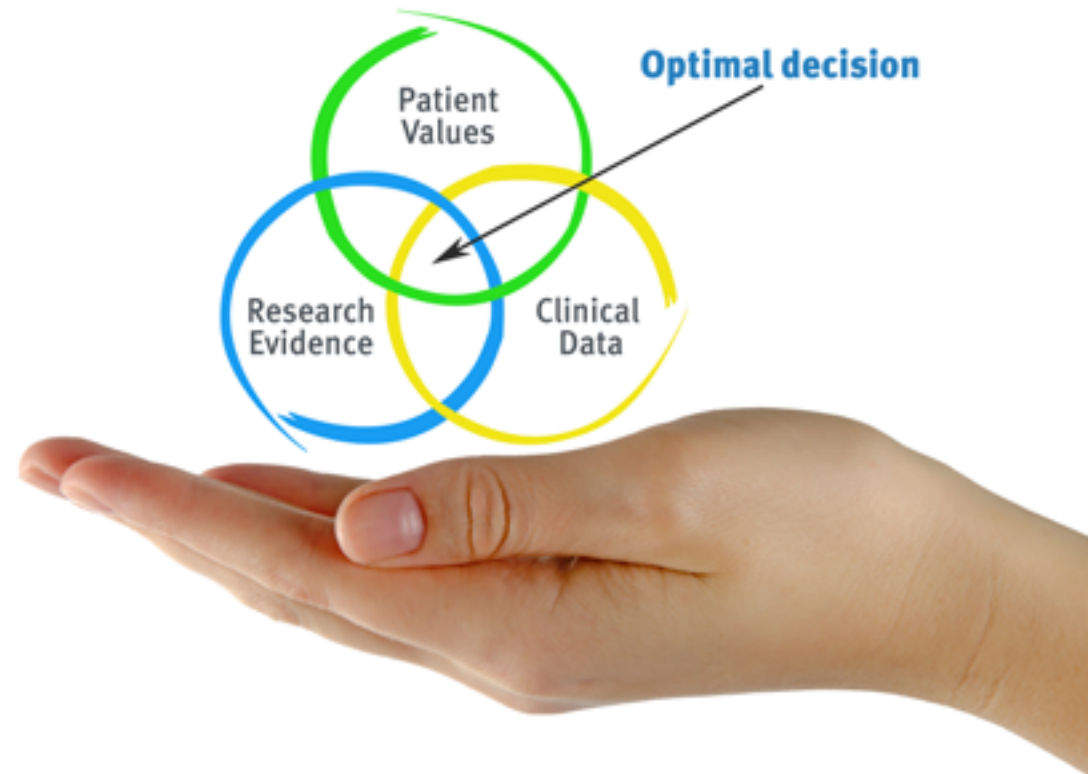 Optimal decision
Patient
Values
Research
Evidence
Clinical
Data